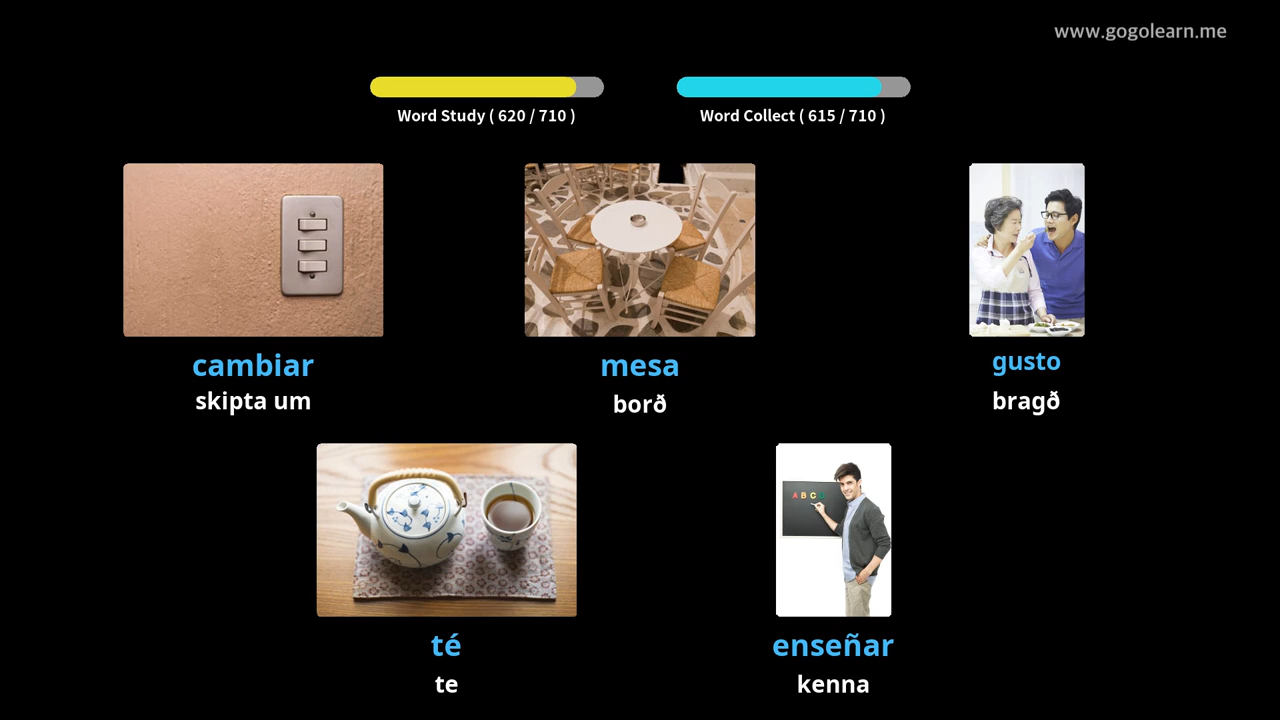 www.gogolearn.me
Word Study ( 620 / 710 )
Word Collect ( 615 / 710 )
cambiar
skipta um
mesa
borð
gusto
bragð
A B C D
té
te
enseñar
kenna